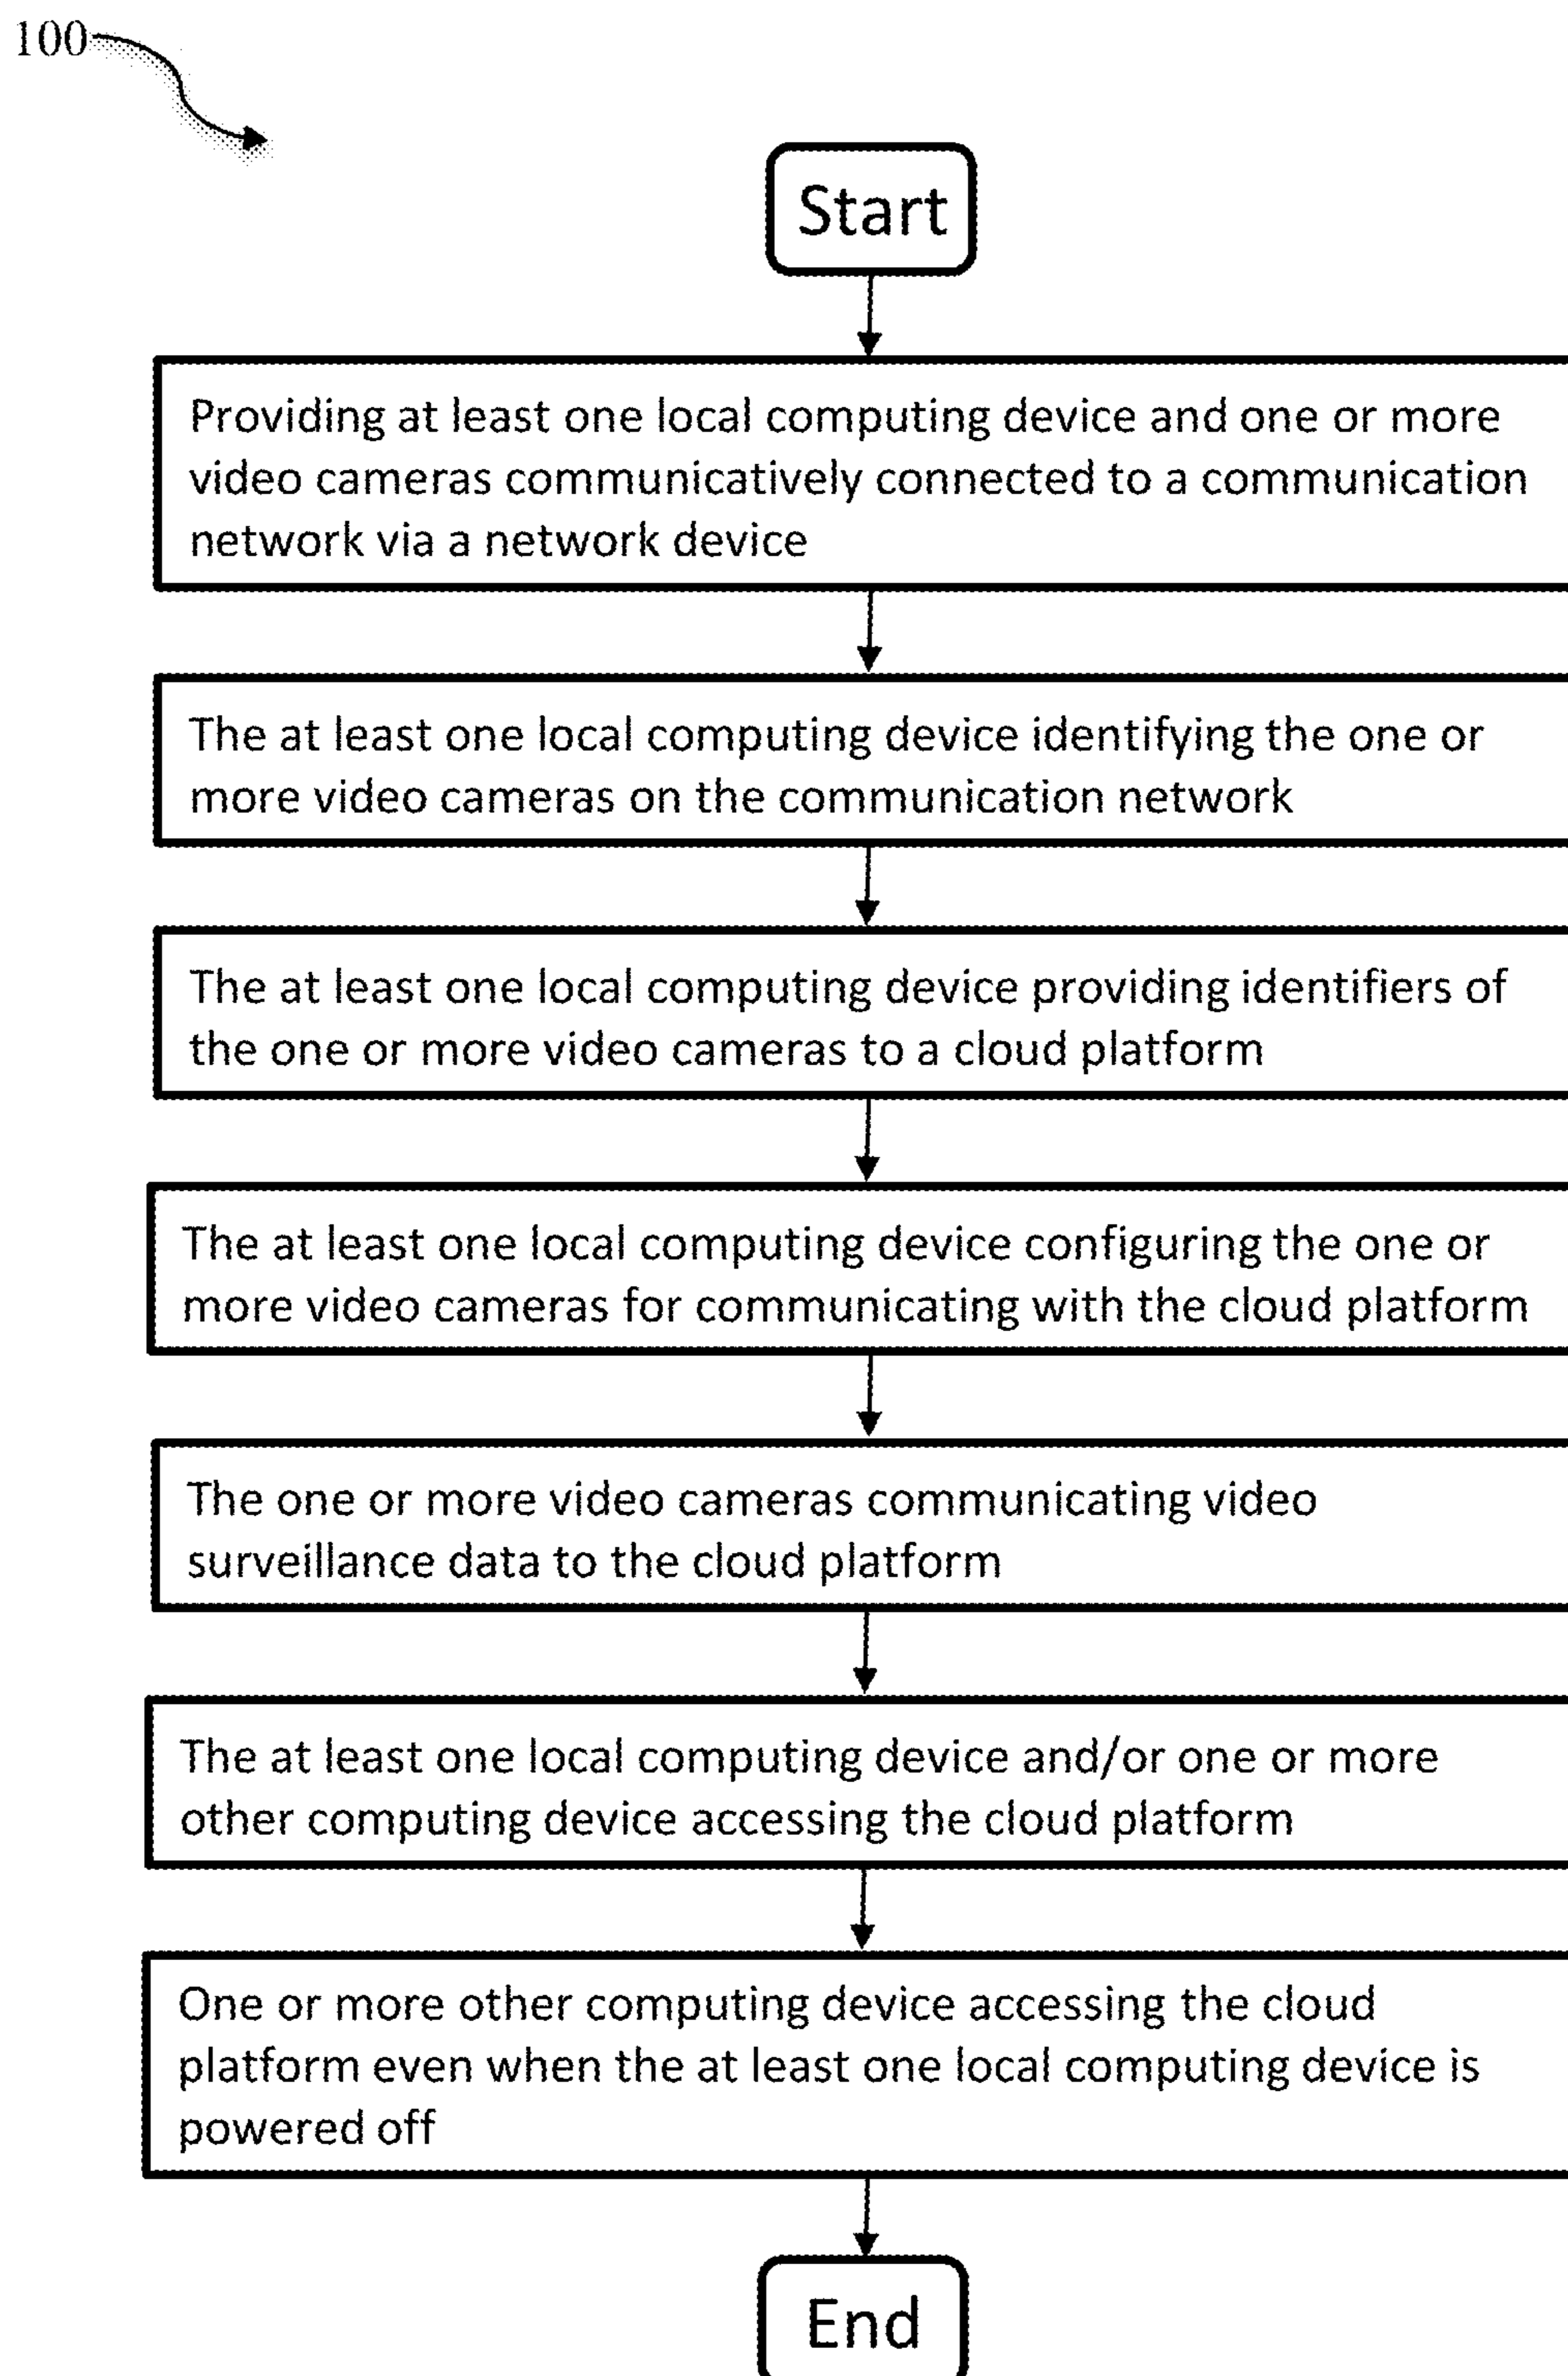 100
Start
Providing at least one local computing device and one or more
video cameras communicatively connected to a communication
network via a network device
The at least one local computing device identifying the one or
more video cameras on the communication network
The at least one local computing device providing identifiers of
the one or more video cameras to a cloud platform
The at least one local computing device configuring the one or
more video cameras for communicating with the cloud platform
The one or more video cameras communicating video
surveillance data to the cloud platform
The at least one local computing device and/or one or more
other computing device accessing the cloud platform
One or more other computing device accessing the cloud
platform even when the at least one local computing device is
powered off
End